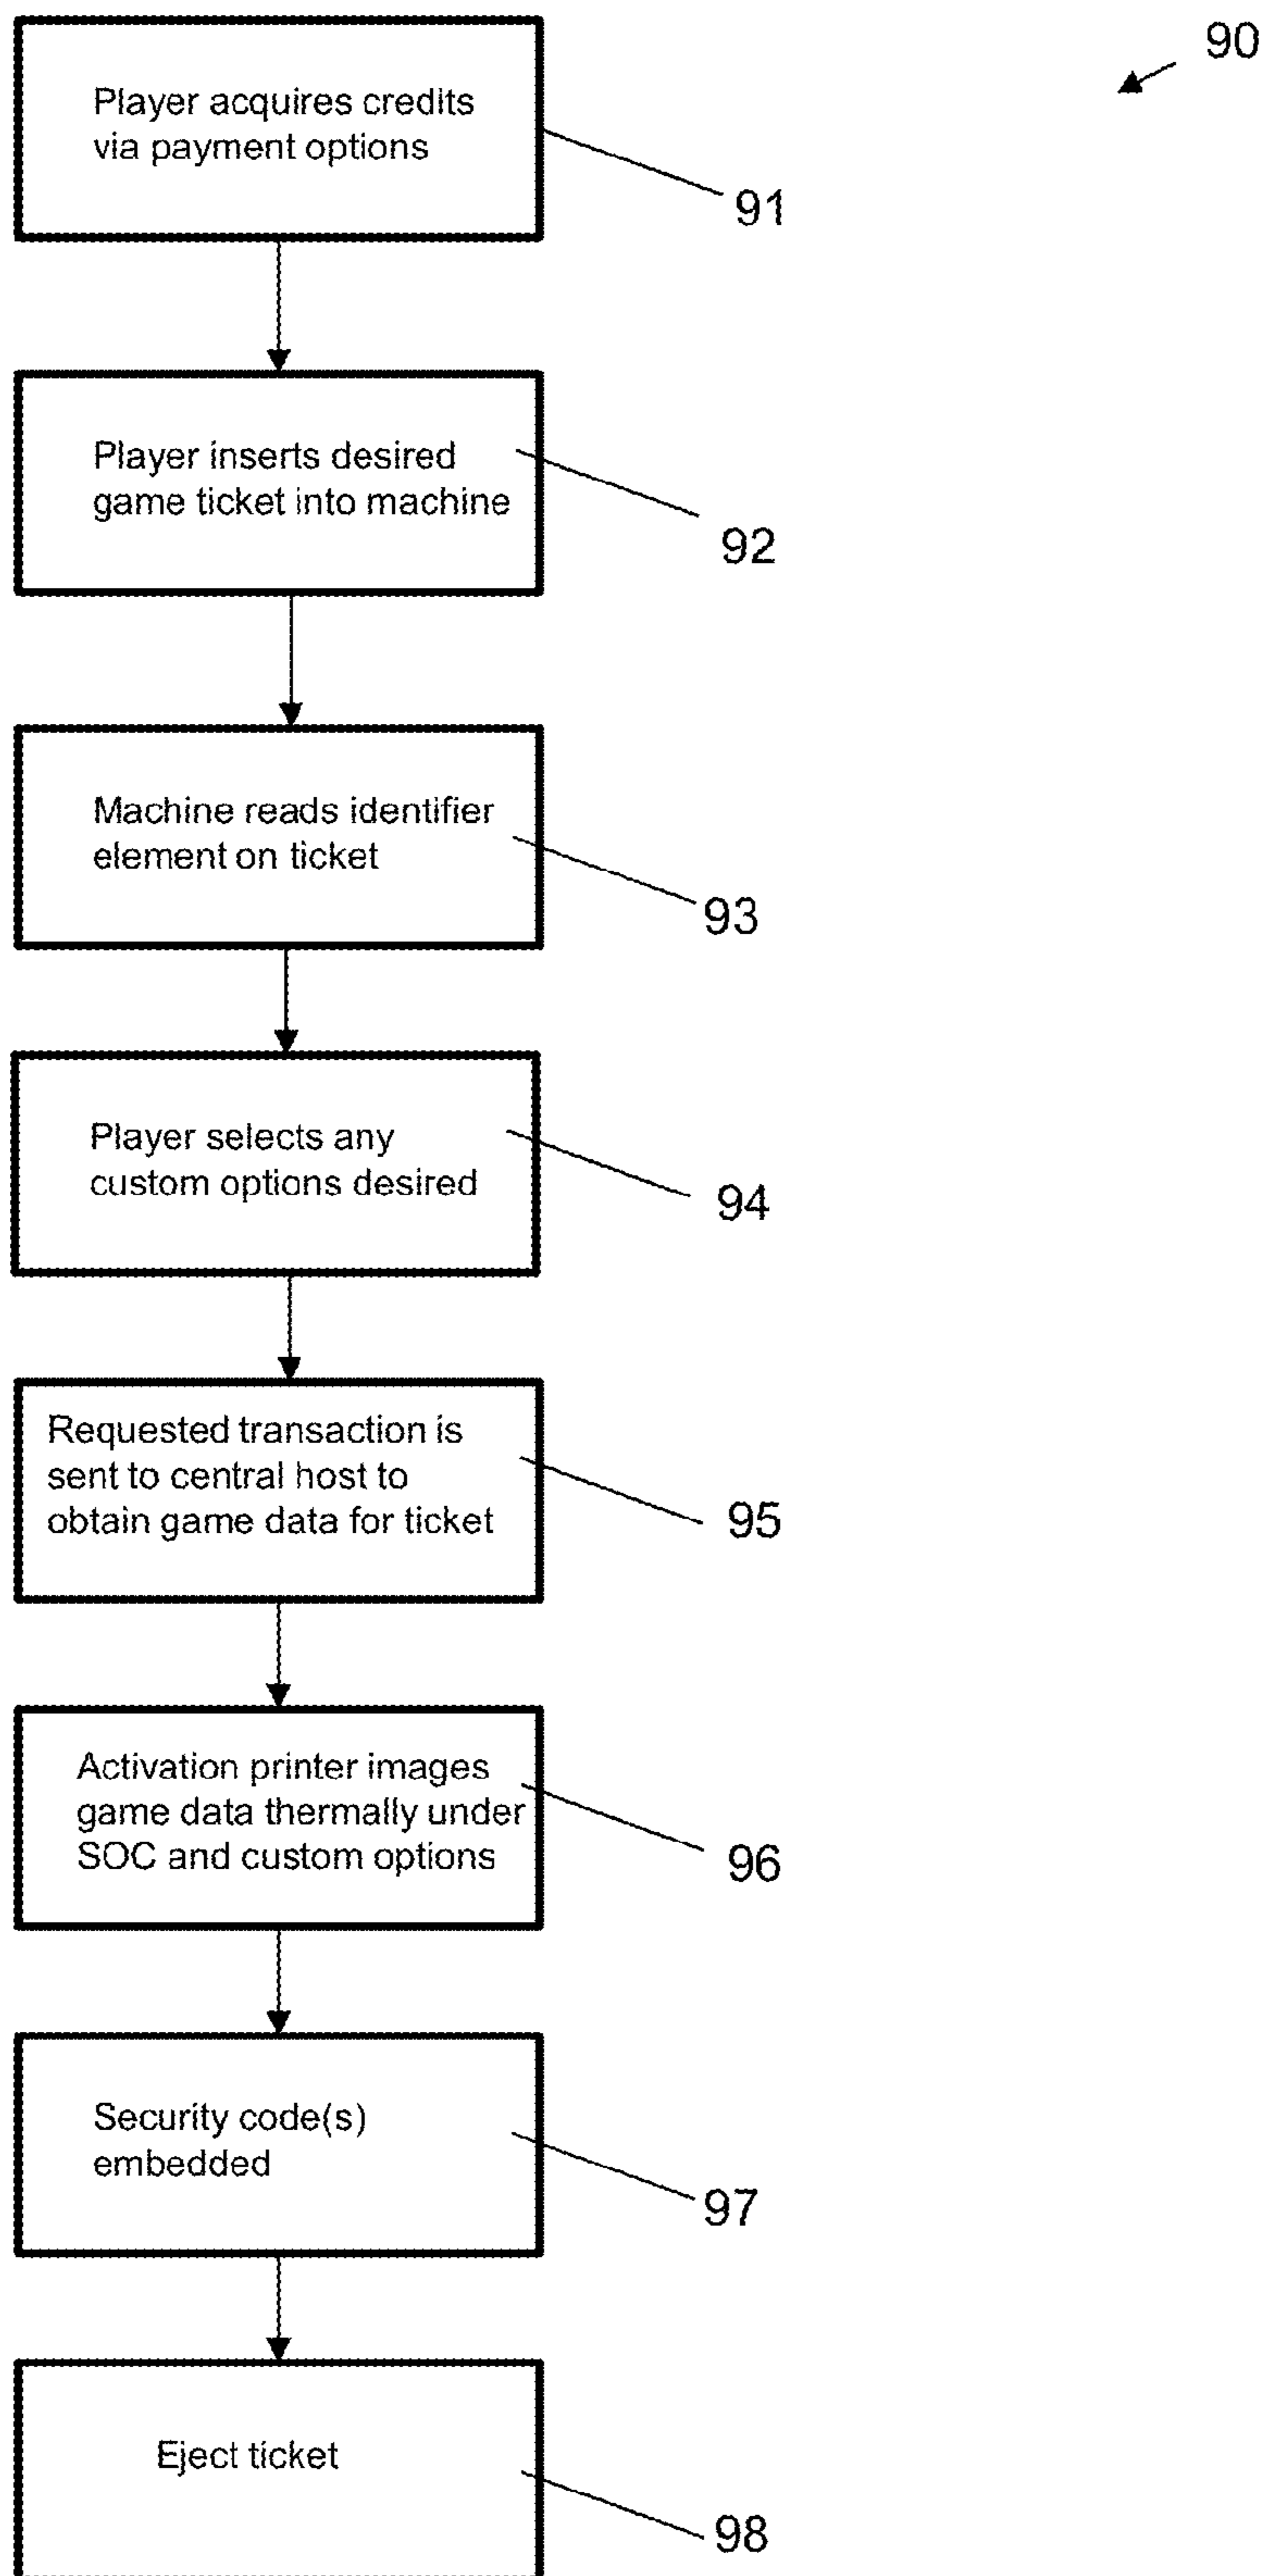 90
Player acquires credits
via payment options
91
Player inserts desired
game ticket into machine
92
Machine reads identifier
element on ticket
93
Player selects any
custom options desired
94
Requested transaction is
sent to central host to
obtain game data for ticket
95
Activation printer images
game data thermally under
SOC and custom options
96
Security code(s)
embedded
97
Eject ticket
98